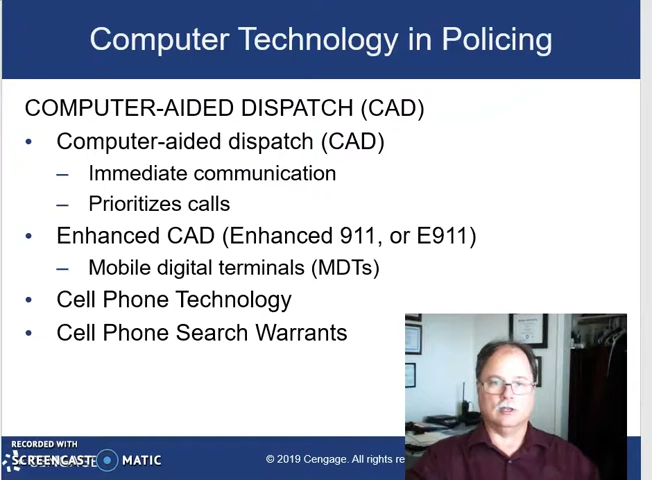 Computer Technology in Policing
COMPUTER-AIDED DISPATCH (CAD)
• Computer-aided dispatch (CAD)
– Immediate communication
– Prioritizes calls
• Enhanced CAD (Enhanced 911, or E911)
– Mobile digital terminals (MDTs)
• Cell Phone Technology
• Cell Phone Search Warrants
RECORDED WITH
SCREENCAST MATIC
© 2019 Cengage. All rights re